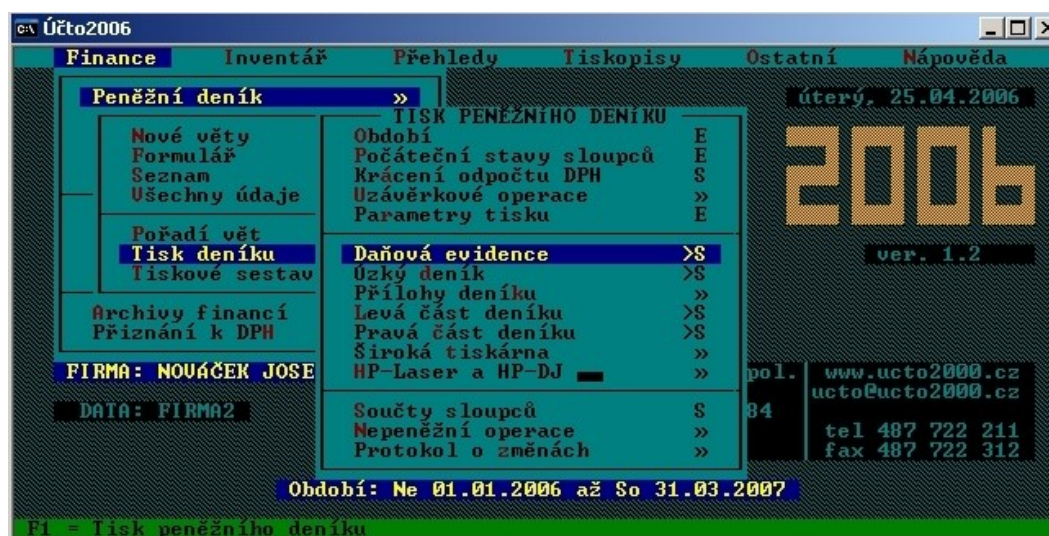 Účto2006
Finance Inventář Přehledy Tiskopisy Ostatní Nápověda
Peněžní deník »
úterý, 25.04.2006
Nové věty
Formulář
Seznam
Všechny údaje
Pořadí vět
Tisk deníku
Tiskové sestav
Archivy financí
Přiznání k DPH
TISK PENĚŽNÍHO DENÍKU
Období E
Počáteční stavy sloupců E
Krácení odpočtu DPH S
Uzávěrkové operace »
Parametry tisku E
Daňová evidence >S
Úzký deník >S
Přílohy deníku »
Levá část deníku >S
Pravá část deníku >S
Široká tiskárna »
HP-Laser a HP-DJ »
Součty sloupců S
Nepeněžní operace »
Protokol o změnách »
2006
ver. 1.2
FIRMA: NOVÁČEK JOSE
DATA: FIRMA2
pol.
84
www.ucto2000.cz
ucto@ucto2000.cz
tel 487 722 211
fax 487 722 312
Období: Ne 01.01.2006 až So 31.03.2007
F1 = Tisk peněžního deníku